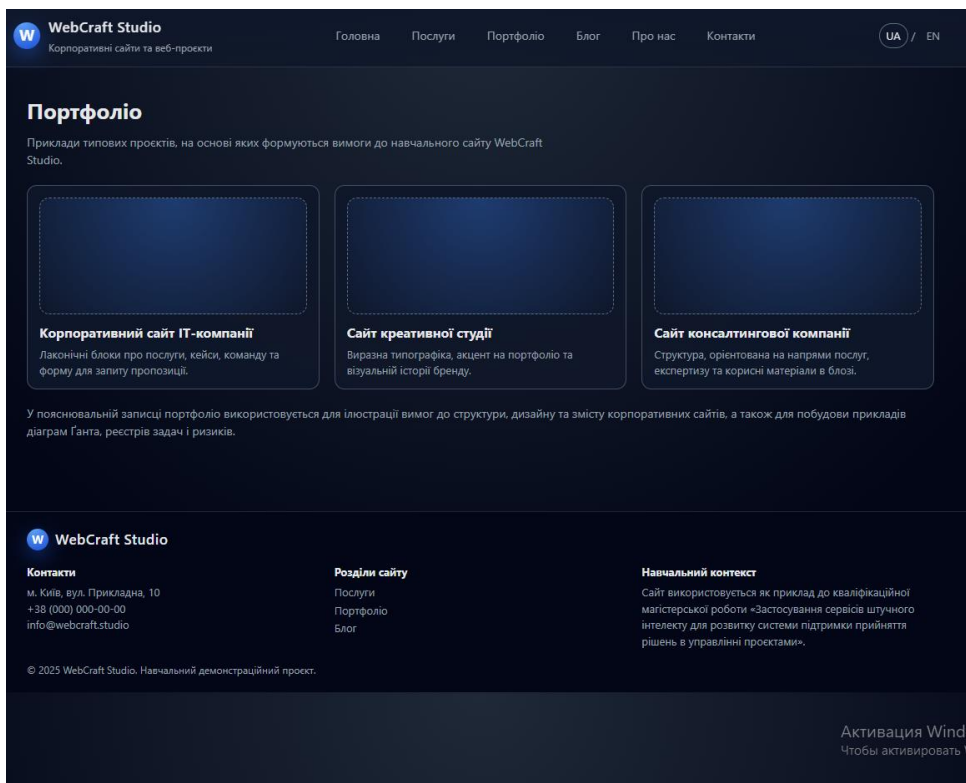 W
WebCraft Studio
Корпоративні сайти та веб-проєкти
Головна
Послуги
Портфоліо
Блог
Про нас
Контакти
UA / EN
Портфоліо
Приклади типових проєктів, на основі яких формуються вимоги до навчального сайту WebCraft
Studio.
Корпоративний сайт ІТ-компанії
Лаконічні блоки про послуги, кейси, команду та
форму для запиту пропозиції.
Сайт креативної студії
Виразна типографіка, акцент на портфоліо та
візуальній історії бренду.
Сайт консалтингової компанії
Структура, орієнтована на напрями послуг,
експертизу та корисні матеріали в блозі.
У пояснювальній записці портфоліо використовується для ілюстрації вимог до структури, дизайну та змісту корпоративних сайтів, а також для побудови прикладів
діаграм Ґанта, реєстрів задач і ризиків.
W
WebCraft Studio
Контакти
м. Київ, вул. Прикладна, 10
+38 (000) 000-00-00
info@webcraft.studio
Розділи сайту
Послуги
Портфоліо
Блог
Навчальний контекст
Сайт використовується як приклад до кваліфікаційної
магістерської роботи «Застосування сервісів штучного
інтелекту для розвитку системи підтримки прийняття
рішень в управлінні проєктами».
© 2025 WebCraft Studio. Навчальний демонстраційний проєкт.
Активация Wind
Чтобы активировать